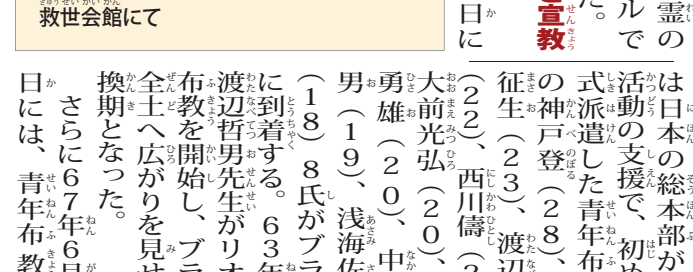 救世会館にて
霊の
ルで
た。
宣教
日に
は日本の総本部が
活動の支援で、初め
式派遣した青年布
の神戸登（28）、
征生（23）、渡辺
（22）、西川儔（2
大前光弘（20）、
勇雄（20）、中
男（19）、浅海佐
（18）8氏がブラ
に到着する。63年
渡辺哲男先生がリオ
布教を開始し、ブラ
全土へ広がりを見せ
換期となった。
さらに67年6月
日には、青年布教